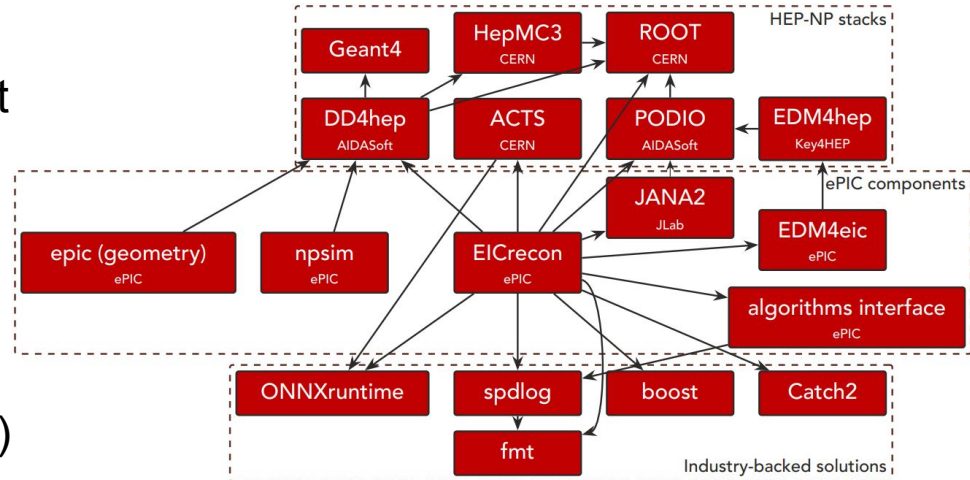 HEP-NP stacks
Geant4
HepMC3
CERN
ROOT
CERN
t
DD4hep
AIDASoft
ACTS
CERN
PODIO
AIDASoft
EDM4hep
Key4HEP
ePIC components
JANA2
JLab
EDM4eic
ePIC
epic (geometry)
ePIC
npsim
ePIC
EICrecon
ePIC
algorithms interface
ePIC
ONNXruntime
spdlog
boost
Catch2
)
fmt
Industry-backed solutions